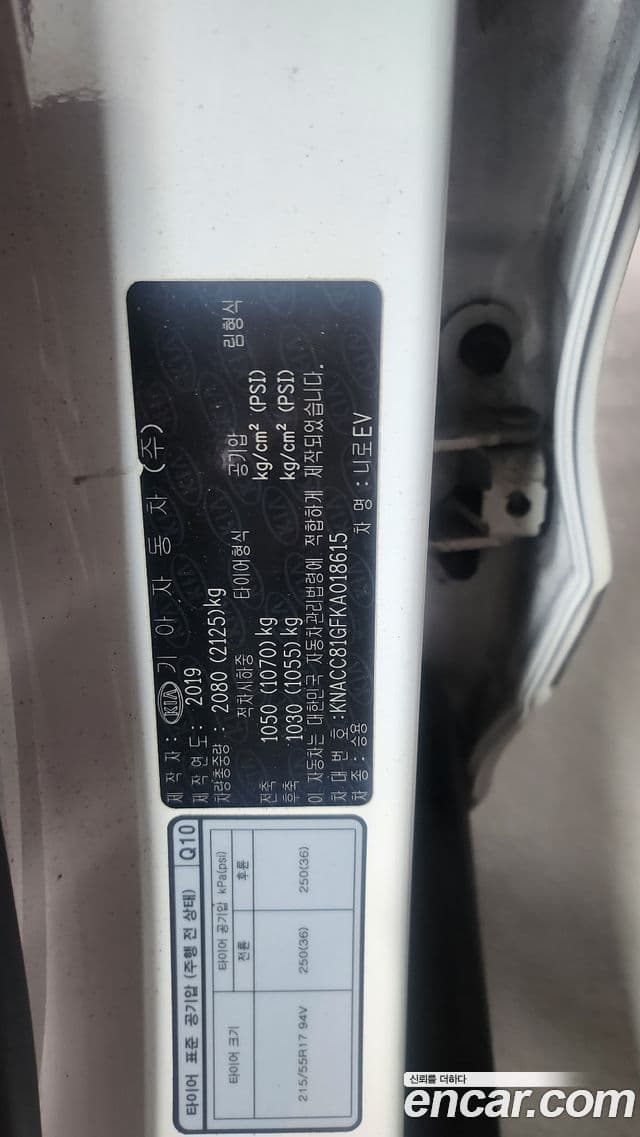 제작자: KIA 기아자동차(주)
제작연도: 2019
차량총중량: 2080 (2125)kg
적차시하중 타이어형식 공기압 림형식
전축 1050 (1070)kg kg/cm² (PSI)
후축 1030 (1055)kg kg/cm² (PSI)
이 자동차는 대한민국 자동차관리법령에 적합하게 제작되었습니다.
차대번호: KNACC81GFKA018615
차종: 승용 차명: 니로EV
타이어 표준 공기압 (주행 전 상태) Q10
타이어 크기 타이어 공기압 kPa(psi)
전륜 후륜
215/55R17 94V 250(36) 250(36)
신뢰를 더하다
encar.com